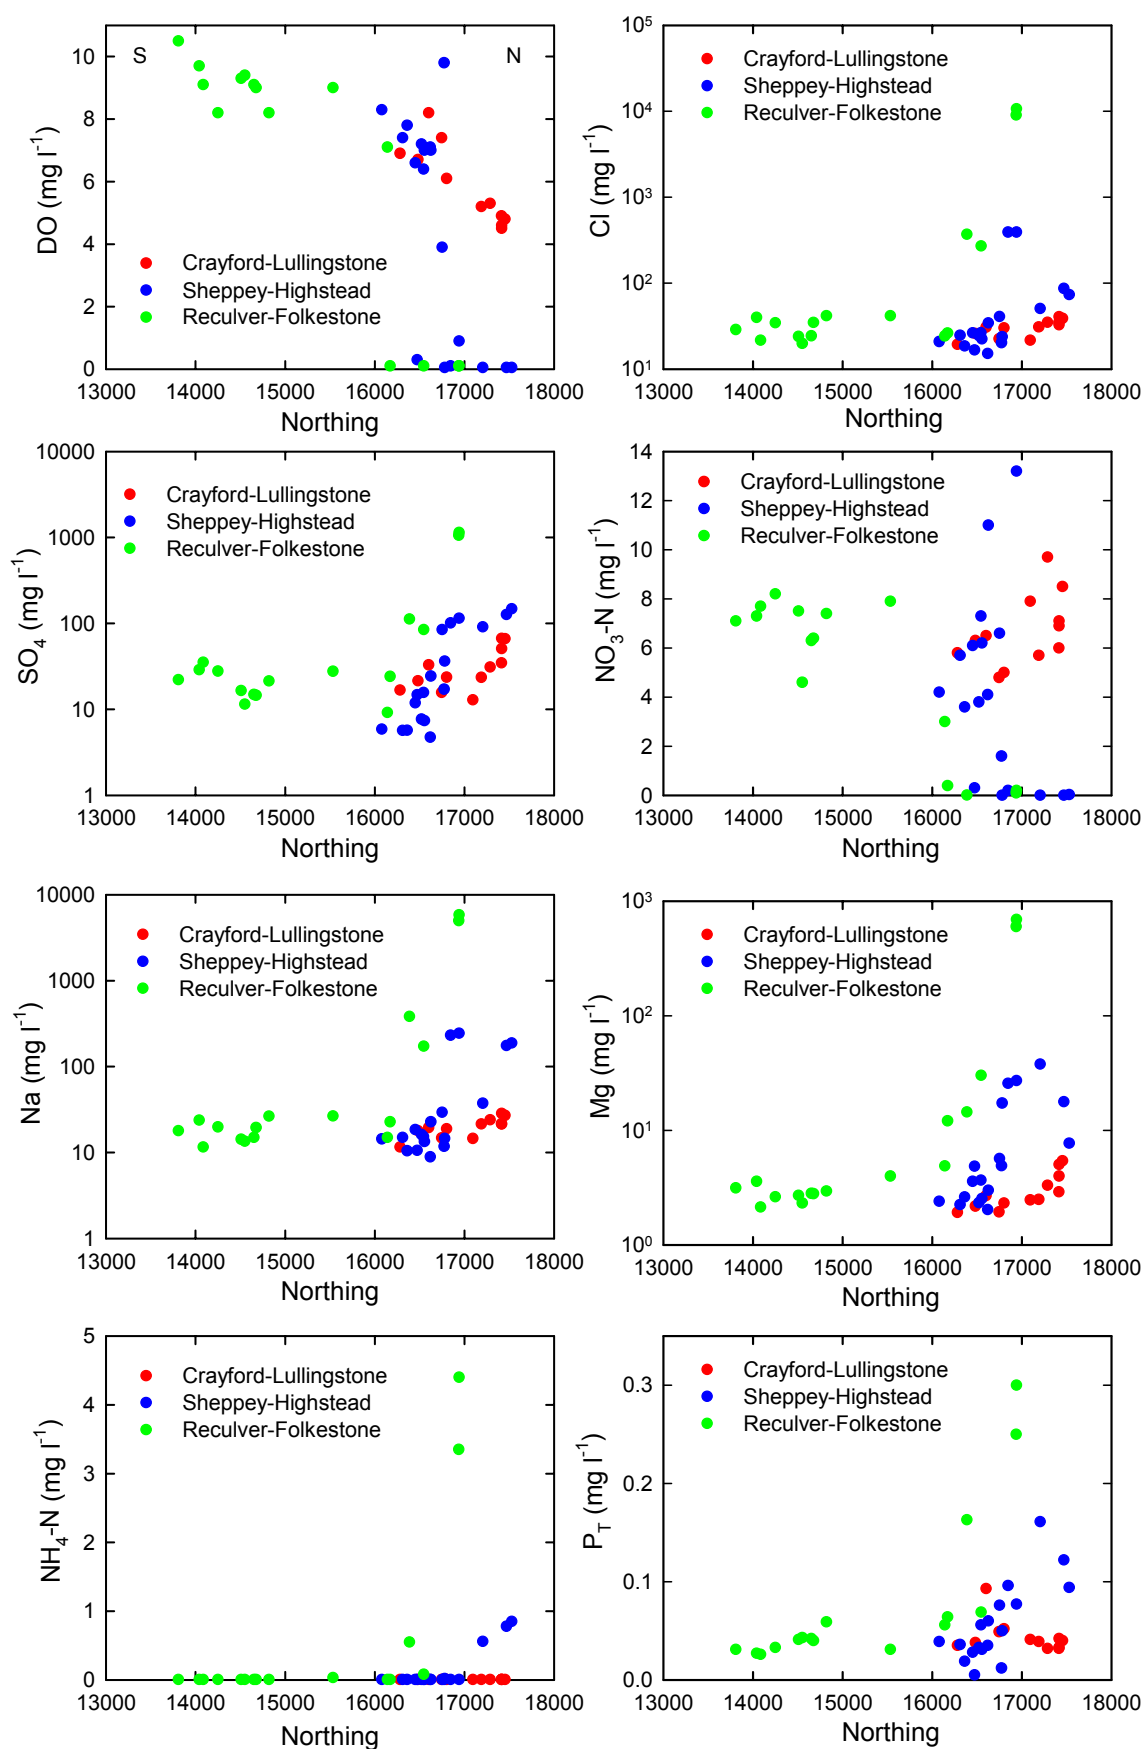 S N
10
8
6
4
2
0
DO (mg l⁻¹)
Crayford-Lullingstone
Sheppey-Highstead
Reculver-Folkestone
13000 14000 15000 16000 17000 18000
Northing
10⁵
10⁴
10³
10²
10¹
Cl (mg l⁻¹)
Crayford-Lullingstone
Sheppey-Highstead
Reculver-Folkestone
13000 14000 15000 16000 17000 18000
Northing
10000
1000
100
10
1
SO₄ (mg l⁻¹)
Crayford-Lullingstone
Sheppey-Highstead
Reculver-Folkestone
13000 14000 15000 16000 17000 18000
Northing
14
12
10
8
6
4
2
0
NO₃-N (mg l⁻¹)
Crayford-Lullingstone
Sheppey-Highstead
Reculver-Folkestone
13000 14000 15000 16000 17000 18000
Northing
10000
1000
100
10
1
Na (mg l⁻¹)
Crayford-Lullingstone
Sheppey-Highstead
Reculver-Folkestone
13000 14000 15000 16000 17000 18000
Northing
10³
10²
10¹
10⁰
Mg (mg l⁻¹)
Crayford-Lullingstone
Sheppey-Highstead
Reculver-Folkestone
13000 14000 15000 16000 17000 18000
Northing
5
4
3
2
1
0
NH₄-N (mg l⁻¹)
Crayford-Lullingstone
Sheppey-Highstead
Reculver-Folkestone
13000 14000 15000 16000 17000 18000
Northing
0.3
0.2
0.1
0.0
P_T (mg l⁻¹)
Crayford-Lullingstone
Sheppey-Highstead
Reculver-Folkestone
13000 14000 15000 16000 17000 18000
Northing